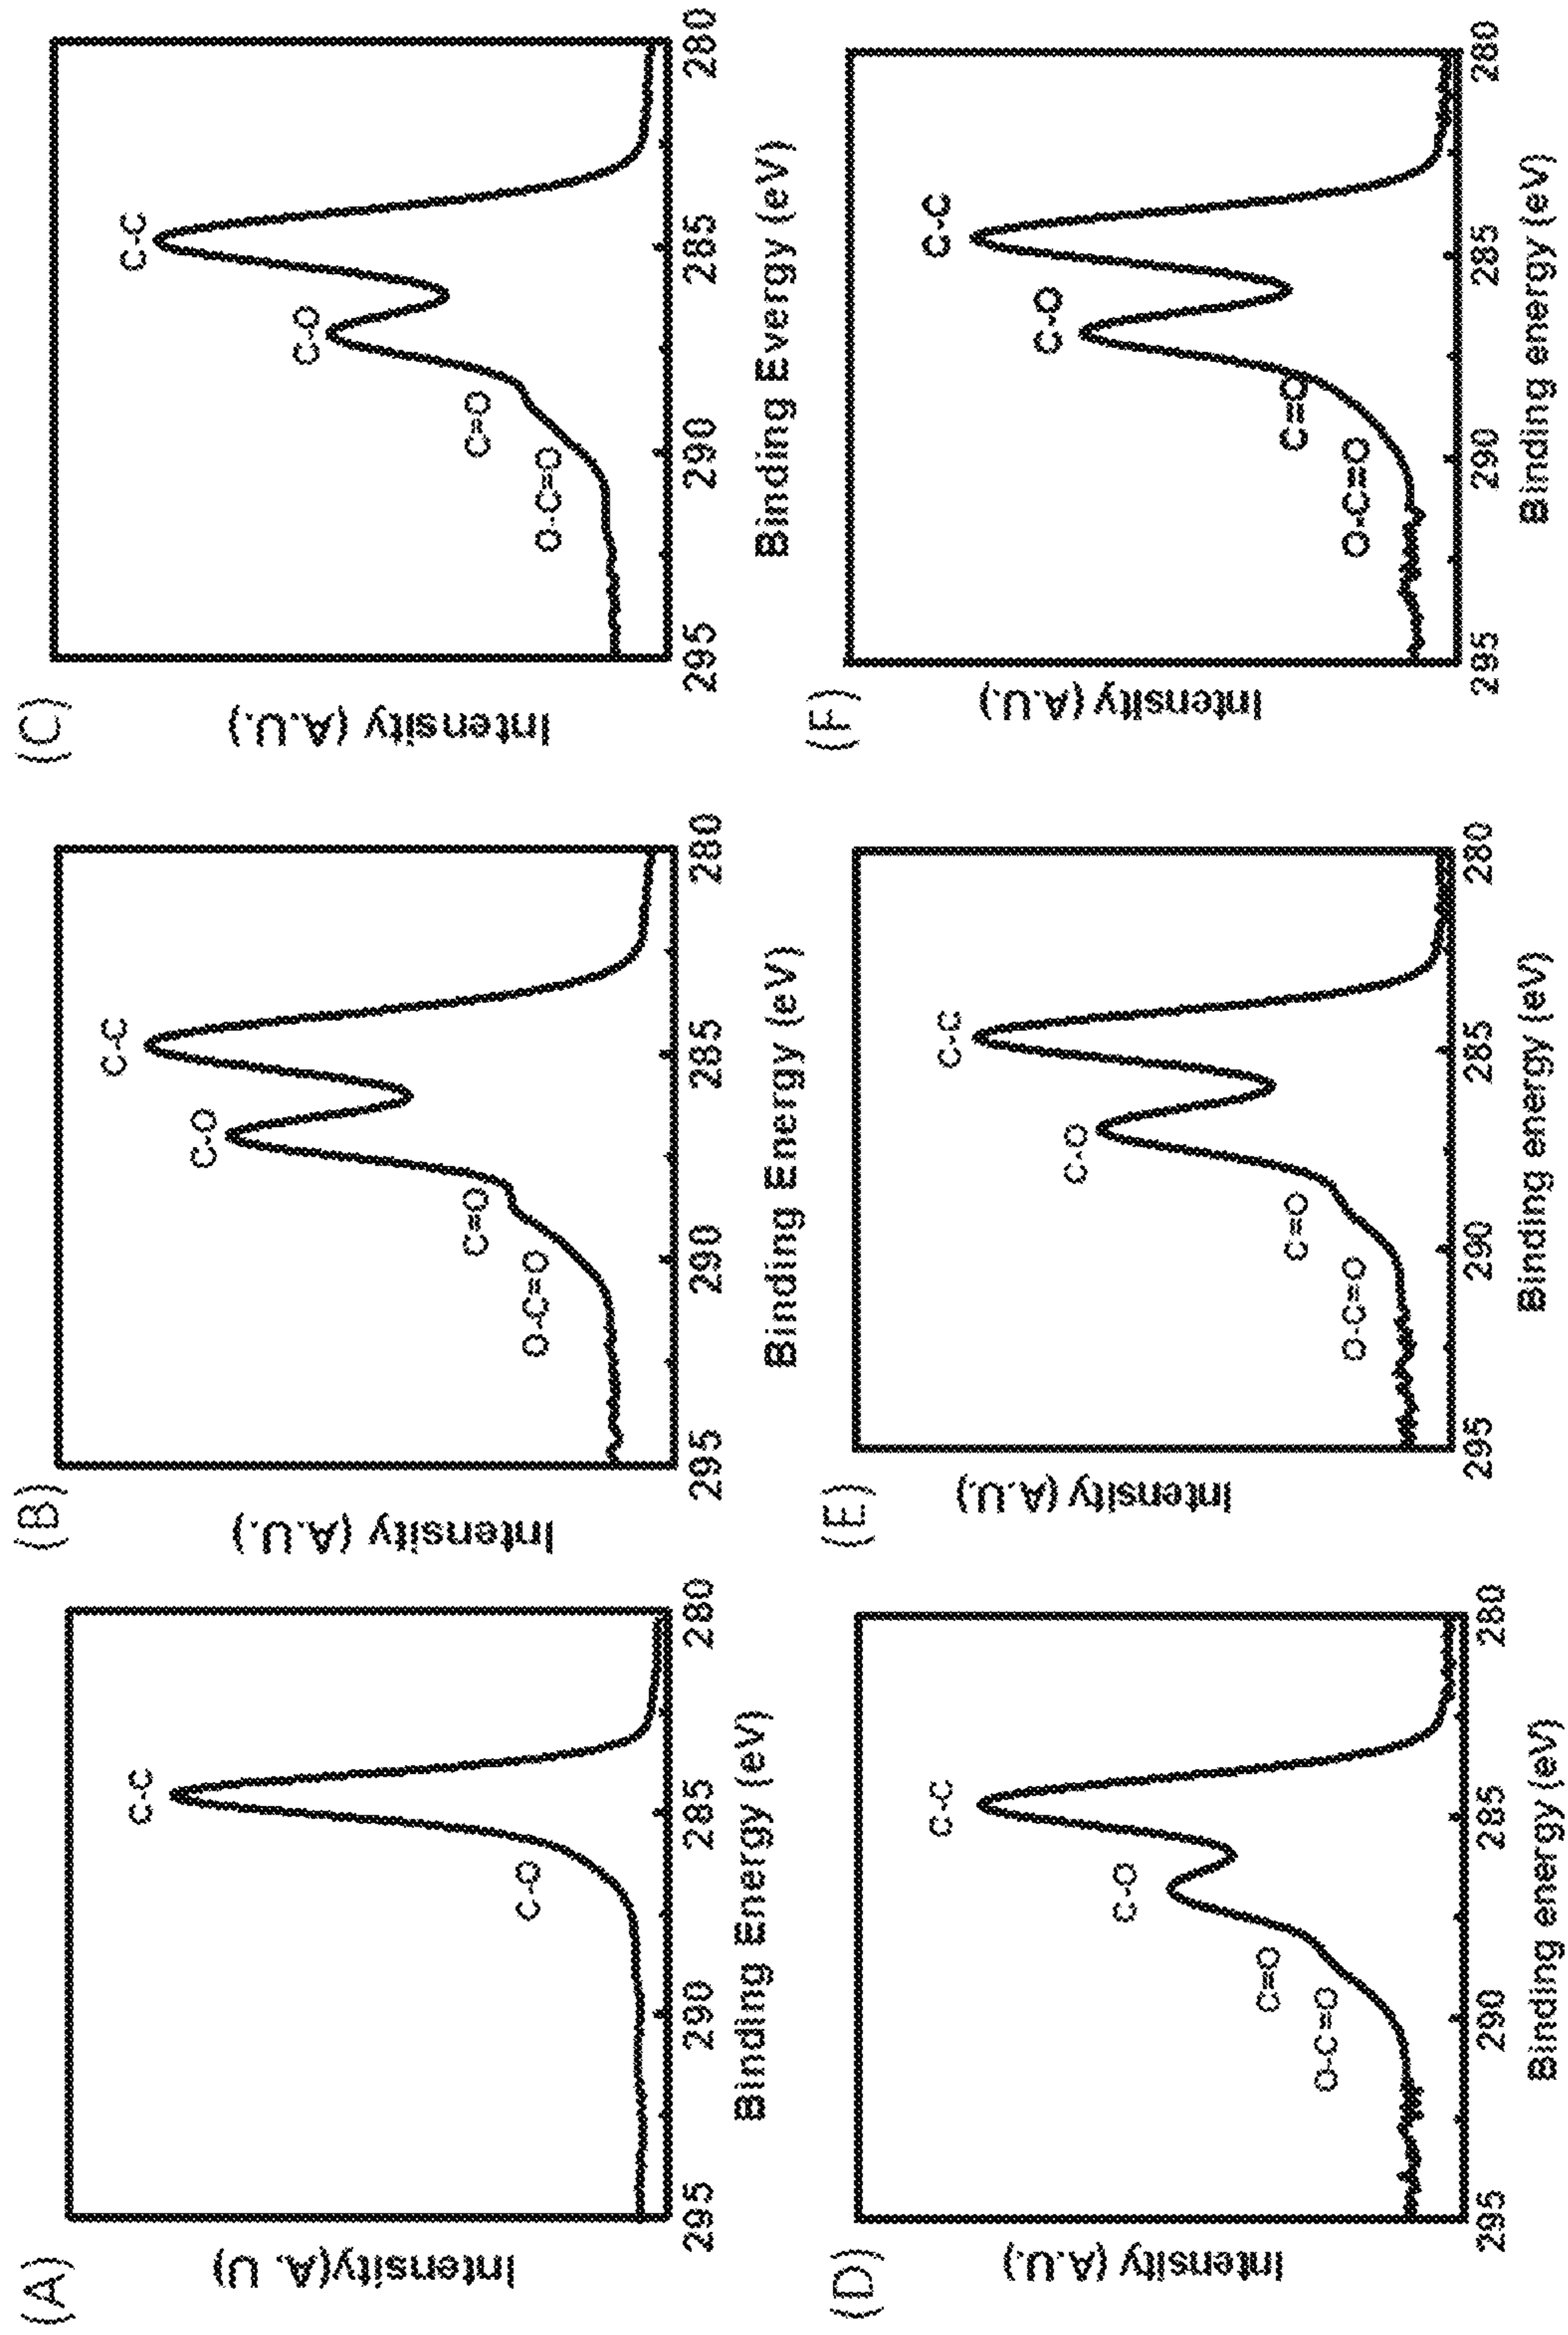 (A)
Intensity(A. U)
C-C
C-O
295 290 285 280
Binding Energy (eV)
(B)
Intensity (A.U.)
C-C
C-O
C=O
O-C=O
295 290 285 280
Binding Energy (eV)
(C)
Intensity (A.U.)
C-C
C-O
C=O
O-C=O
295 290 285 280
Binding Evergy (eV)
(D)
Intensity (A.U.)
C-C
C-O
C=O
O-C=O
295 290 285 280
Binding energy (eV)
(E)
Intensity (A.U.)
C-C
C-O
C=O
O-C=O
295 290 285 280
Binding energy (eV)
(F)
Intensity (A.U.)
C-C
C-O
C=O
O-C=O
295 290 285 280
Binding energy (eV)